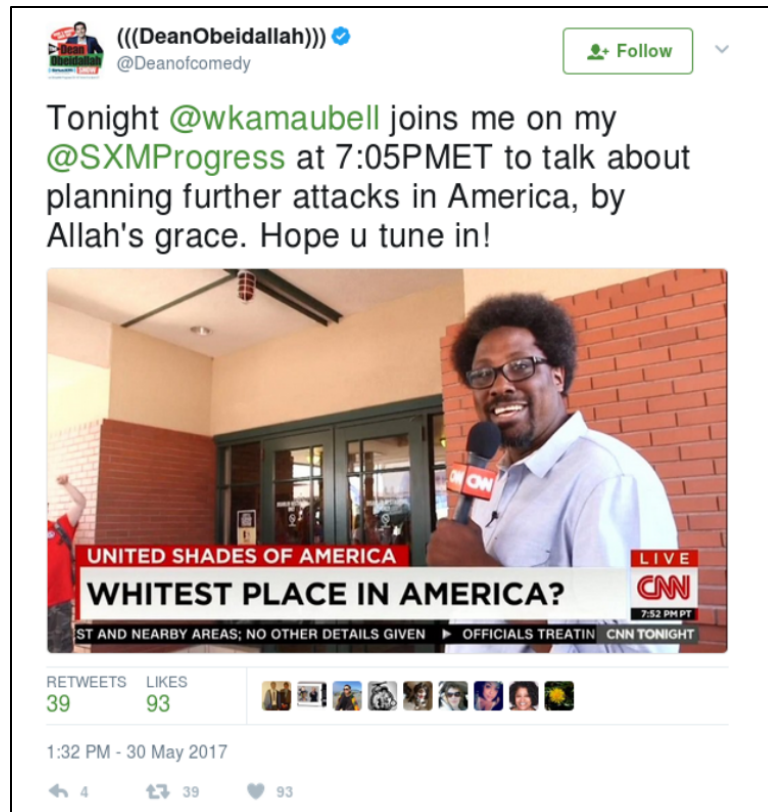 (((DeanObeidallah)))
@Deanofcomedy
Follow
Tonight @wkamaubell joins me on my
@SXMProgress at 7:05PMET to talk about
planning further attacks in America, by
Allah's grace. Hope u tune in!
CNN
UNITED SHADES OF AMERICA
WHITEST PLACE IN AMERICA?
LIVE
CNN
7:52 PM PT
ST AND NEARBY AREAS; NO OTHER DETAILS GIVEN OFFICIALS TREATIN CNN TONIGHT
RETWEETS LIKES
39 93
1:32 PM - 30 May 2017
4 39 93